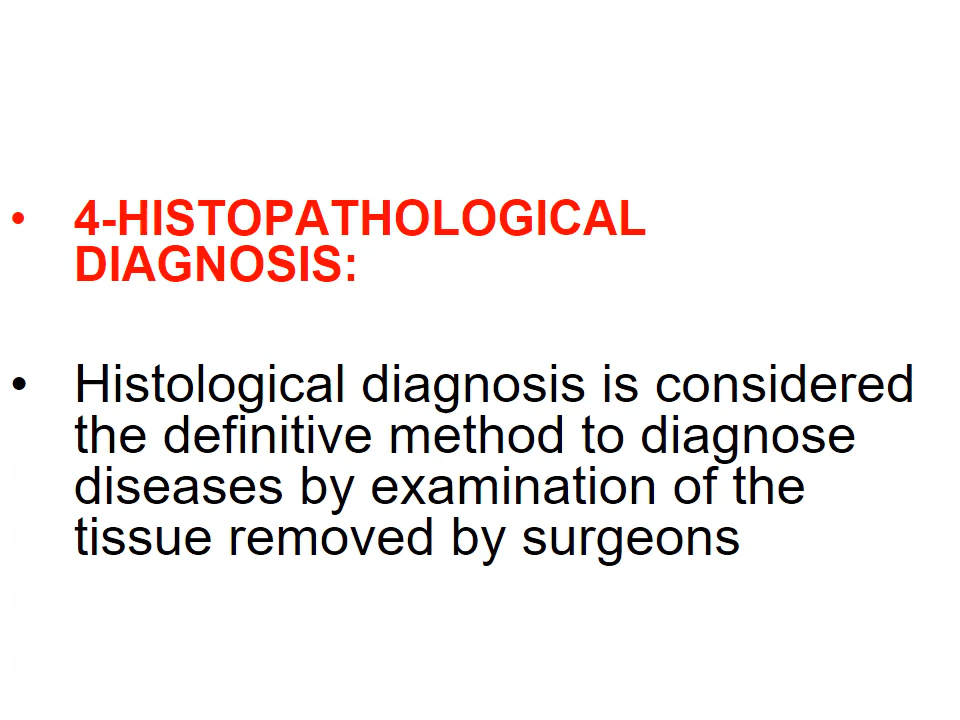 • 4-HISTOPATHOLOGICAL
DIAGNOSIS:
• Histological diagnosis is considered
the definitive method to diagnose
diseases by examination of the
tissue removed by surgeons